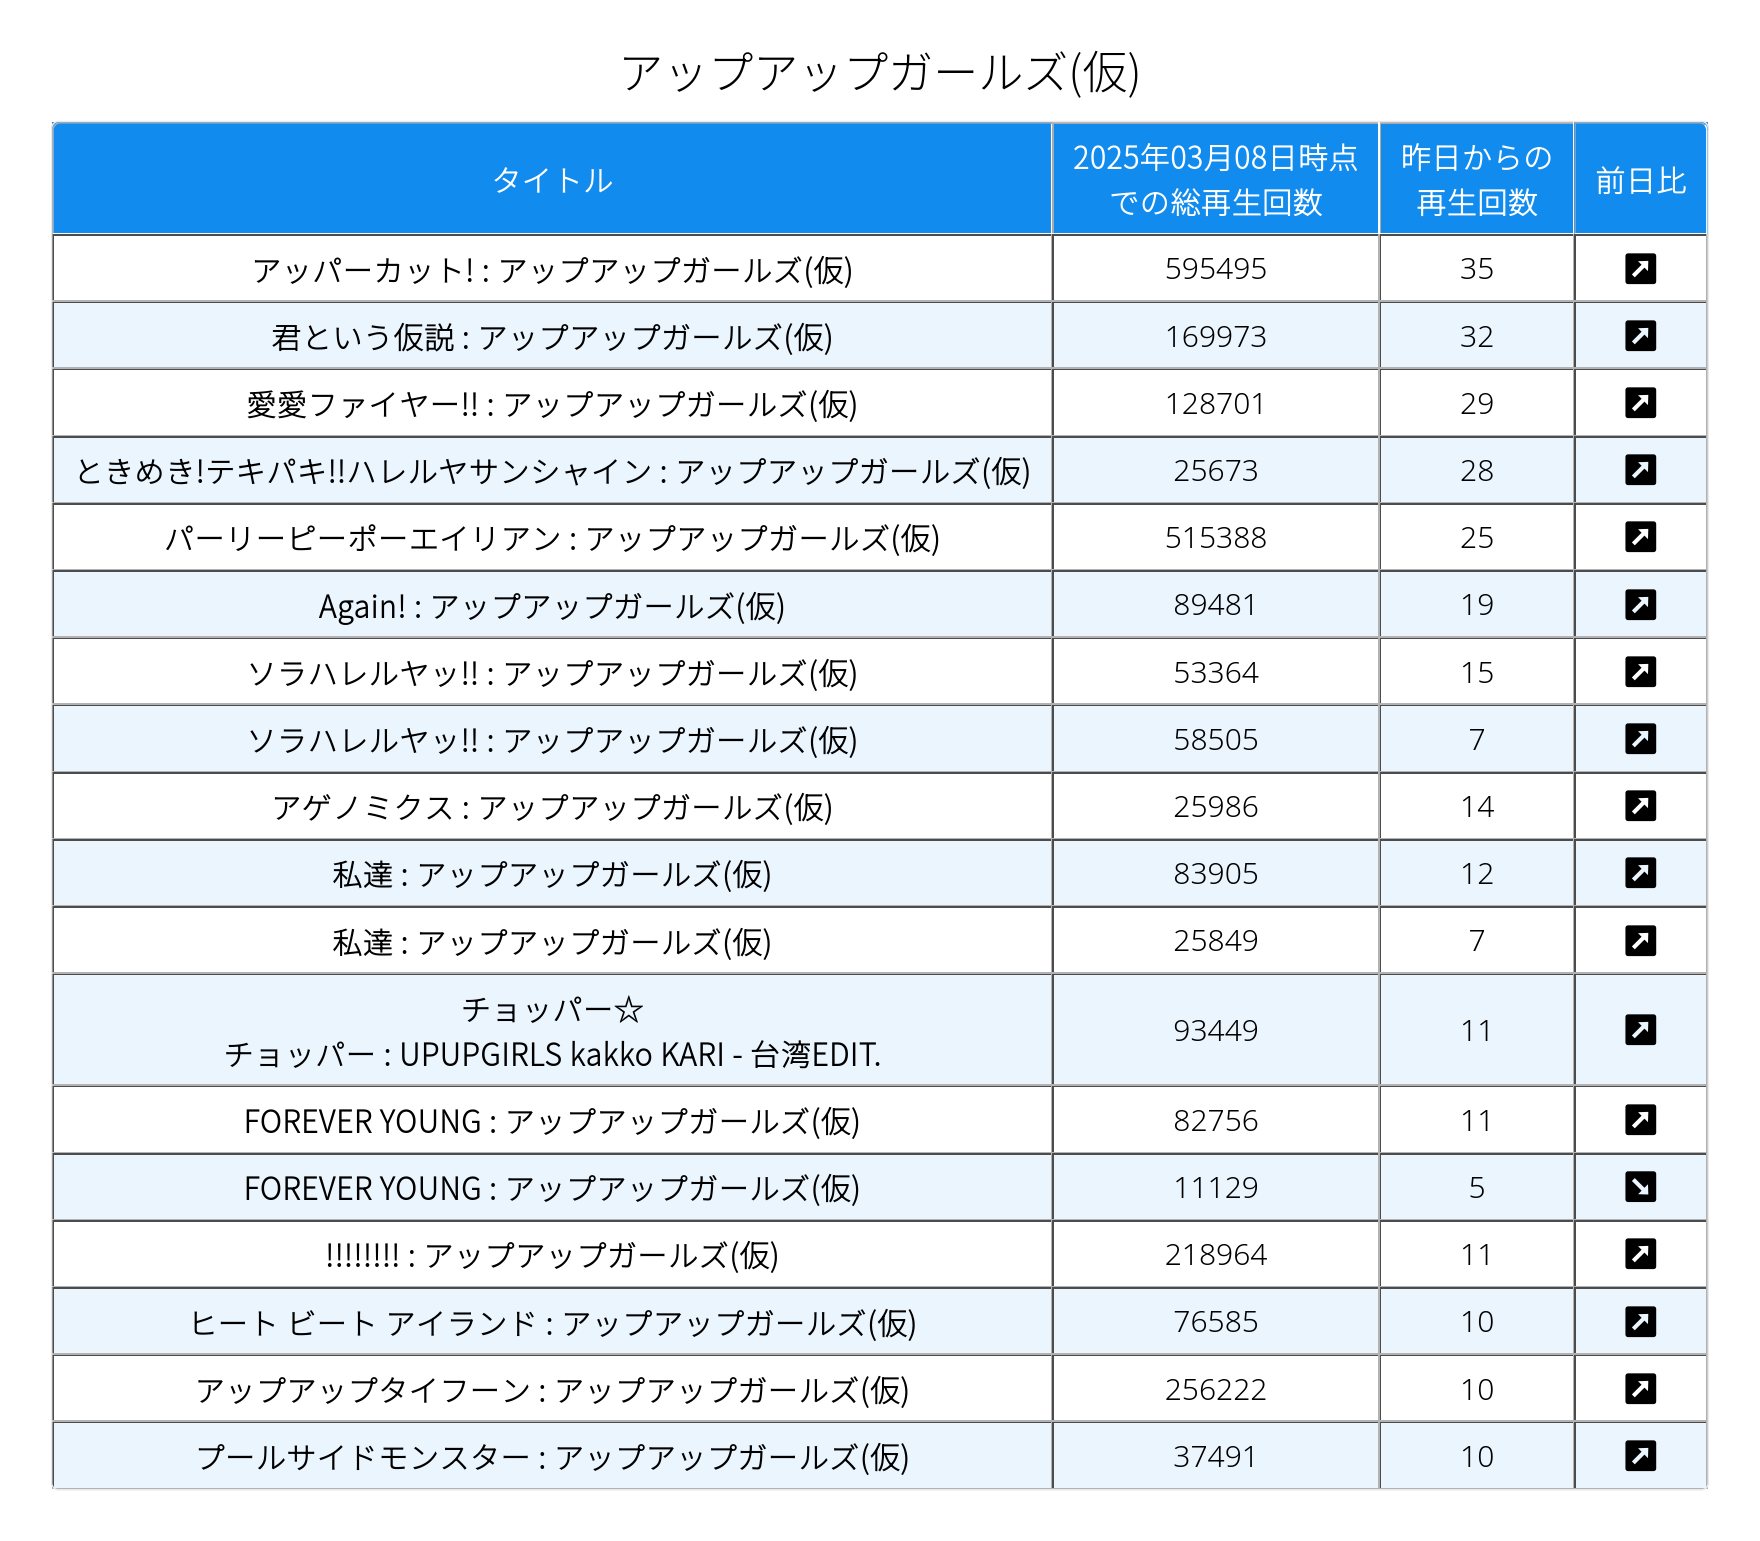 アップアップガールズ(仮)
タイトル 2025年03月08日時点での総再生回数 昨日からの再生回数 前日比
アッパーカット! : アップアップガールズ(仮) 595495 35
君という仮説 : アップアップガールズ(仮) 169973 32
愛愛ファイヤー!! : アップアップガールズ(仮) 128701 29
ときめき!テキパキ!!ハレルヤサンシャイン : アップアップガールズ(仮) 25673 28
パーリーピーポーエイリアン : アップアップガールズ(仮) 515388 25
Again! : アップアップガールズ(仮) 89481 19
ソラハレルヤッ!! : アップアップガールズ(仮) 53364 15
ソラハレルヤッ!! : アップアップガールズ(仮) 58505 7
アゲノミクス : アップアップガールズ(仮) 25986 14
私達 : アップアップガールズ(仮) 83905 12
私達 : アップアップガールズ(仮) 25849 7
チョッパー☆
チョッパー : UPUPGIRLS kakko KARI - 台湾EDIT. 93449 11
FOREVER YOUNG : アップアップガールズ(仮) 82756 11
FOREVER YOUNG : アップアップガールズ(仮) 11129 5
!!!!!!!! : アップアップガールズ(仮) 218964 11
ヒート ビート アイランド : アップアップガールズ(仮) 76585 10
アップアップタイフーン : アップアップガールズ(仮) 256222 10
プールサイドモンスター : アップアップガールズ(仮) 37491 10